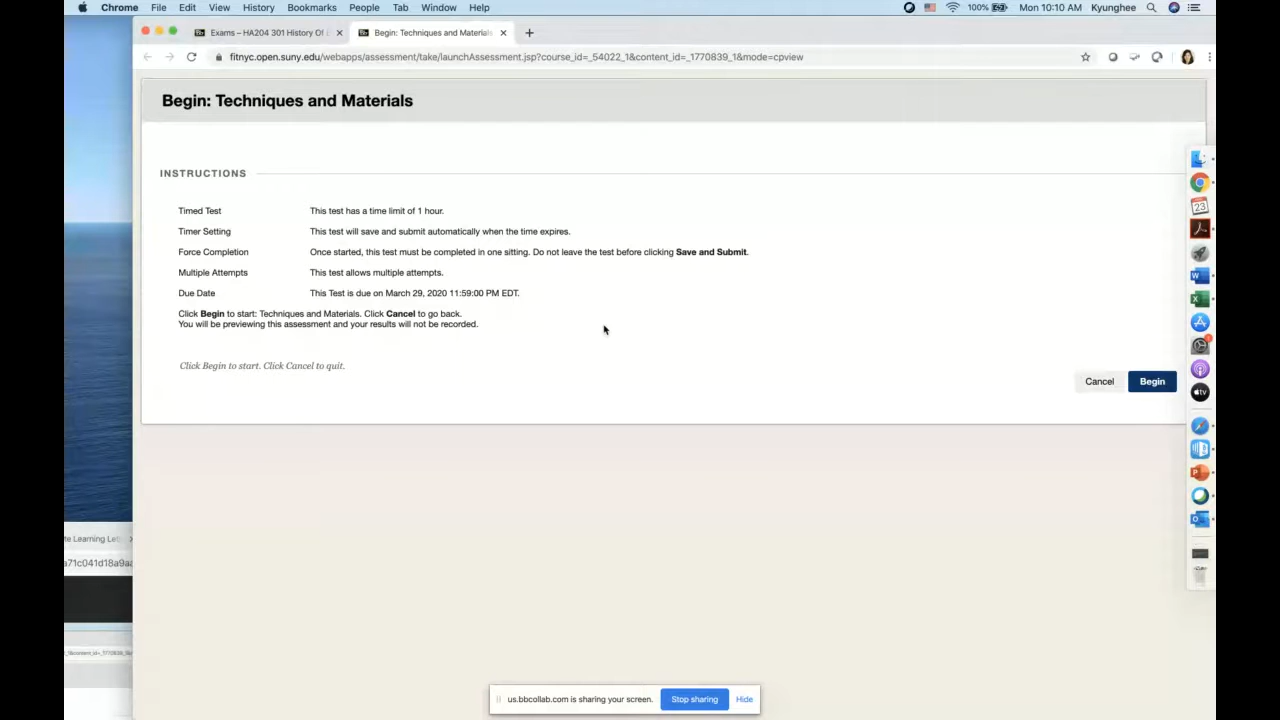 Chrome File Edit View History Bookmarks People Tab Window Help 100% Mon 10:10 AM Kyunghee
Exams – HA204 301 History Of
Begin: Techniques and Materials
fitnyc.open.suny.edu/webapps/assessment/take/launchAssessment.jsp?course_id=_54022_1&content_id=_1770839_1&mode=cpview
Begin: Techniques and Materials
INSTRUCTIONS
Timed Test This test has a time limit of 1 hour.
Timer Setting This test will save and submit automatically when the time expires.
Force Completion Once started, this test must be completed in one sitting. Do not leave the test before clicking Save and Submit.
Multiple Attempts This test allows multiple attempts.
Due Date This Test is due on March 29, 2020 11:59:00 PM EDT.
Click Begin to start: Techniques and Materials. Click Cancel to go back.
You will be previewing this assessment and your results will not be recorded.
Click Begin to start. Click Cancel to quit.
Cancel Begin
23
te Learning Let
a71c041d18a9aa
us.bbcollab.com is sharing your screen. Stop sharing Hide